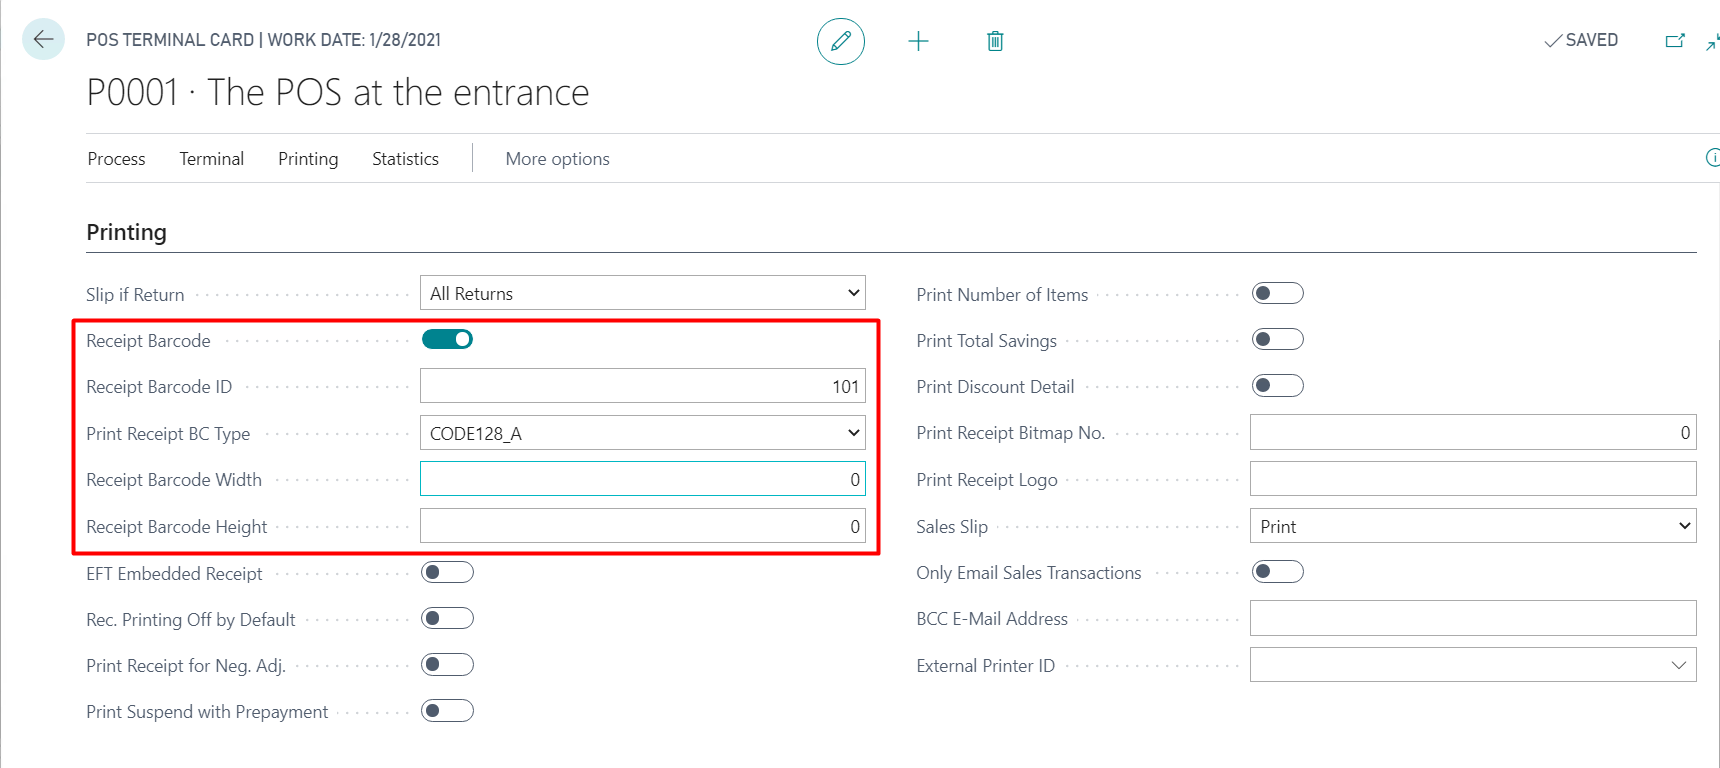 POS TERMINAL CARD | WORK DATE: 1/28/2021
SAVED
P0001 · The POS at the entrance
Process Terminal Printing Statistics More options
Printing
Slip if Return All Returns
Receipt Barcode
Receipt Barcode ID 101
Print Receipt BC Type CODE128_A
Receipt Barcode Width 0
Receipt Barcode Height 0
EFT Embedded Receipt
Rec. Printing Off by Default
Print Receipt for Neg. Adj.
Print Suspend with Prepayment
Print Number of Items
Print Total Savings
Print Discount Detail
Print Receipt Bitmap No. 0
Print Receipt Logo
Sales Slip Print
Only Email Sales Transactions
BCC E-Mail Address
External Printer ID